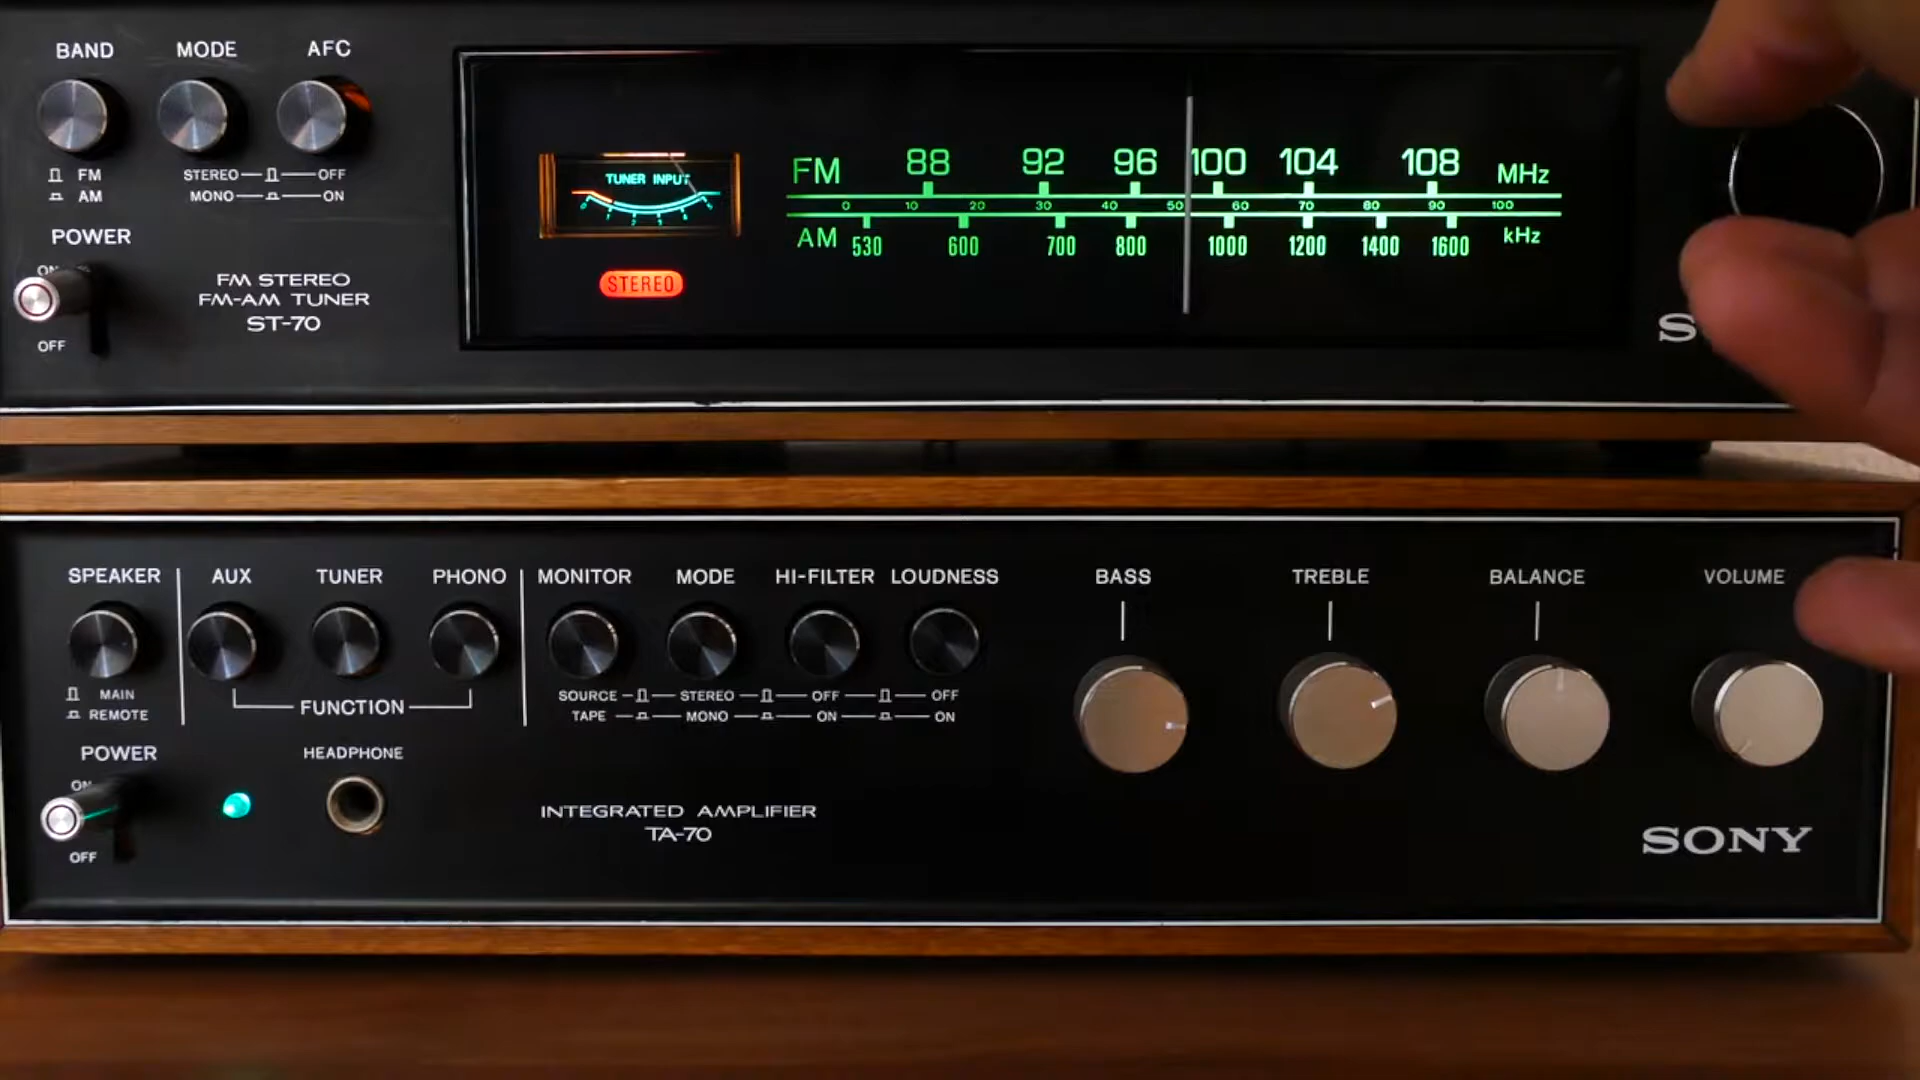 BAND MODE AFC
FM STEREO OFF
AM MONO ON
POWER
ON
OFF
FM STEREO
FM-AM TUNER
ST-70
TUNER INPUT
STEREO
FM 88 92 96 100 104 108 MHz
0 10 20 30 40 50 60 70 80 90 100
AM 530 600 700 800 1000 1200 1400 1600 kHz
SPEAKER AUX TUNER PHONO MONITOR MODE HI-FILTER LOUDNESS BASS TREBLE BALANCE VOLUME
MAIN
REMOTE
FUNCTION
SOURCE STEREO OFF OFF
TAPE MONO ON ON
POWER
ON
OFF
HEADPHONE
INTEGRATED AMPLIFIER
TA-70
SONY